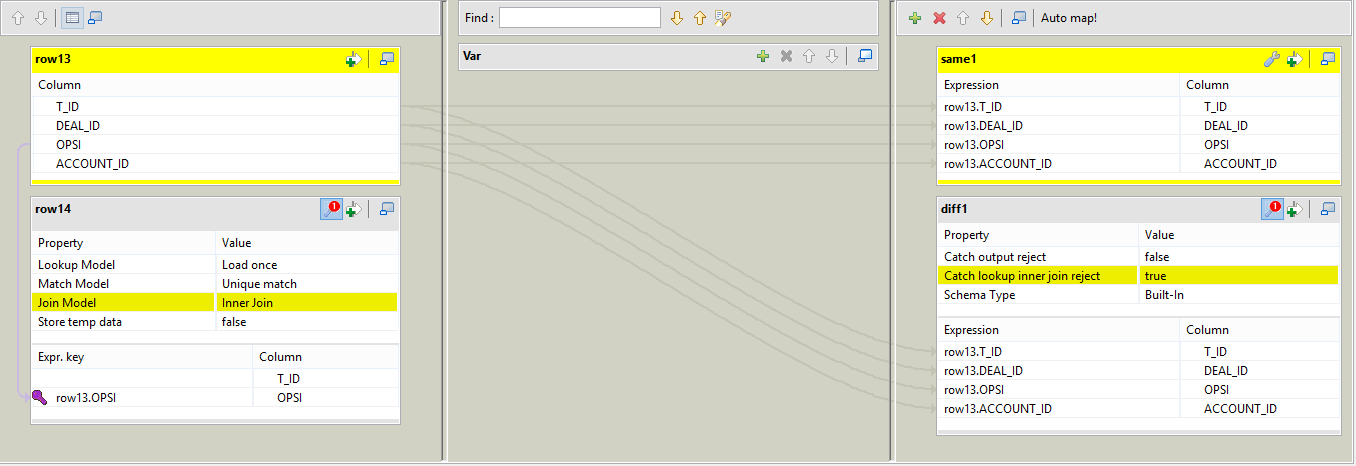 Find :
Auto map!
row13
Column
T_ID
DEAL_ID
OPSI
ACCOUNT_ID
row14
1
Property Value
Lookup Model Load once
Match Model Unique match
Join Model Inner Join
Store temp data false
Expr. key Column
T_ID
row13.OPSI OPSI
Var
same1
Expression Column
row13.T_ID T_ID
row13.DEAL_ID DEAL_ID
row13.OPSI OPSI
row13.ACCOUNT_ID ACCOUNT_ID
diff1
1
Property Value
Catch output reject false
Catch lookup inner join reject true
Schema Type Built-In
Expression Column
row13.T_ID T_ID
row13.DEAL_ID DEAL_ID
row13.OPSI OPSI
row13.ACCOUNT_ID ACCOUNT_ID